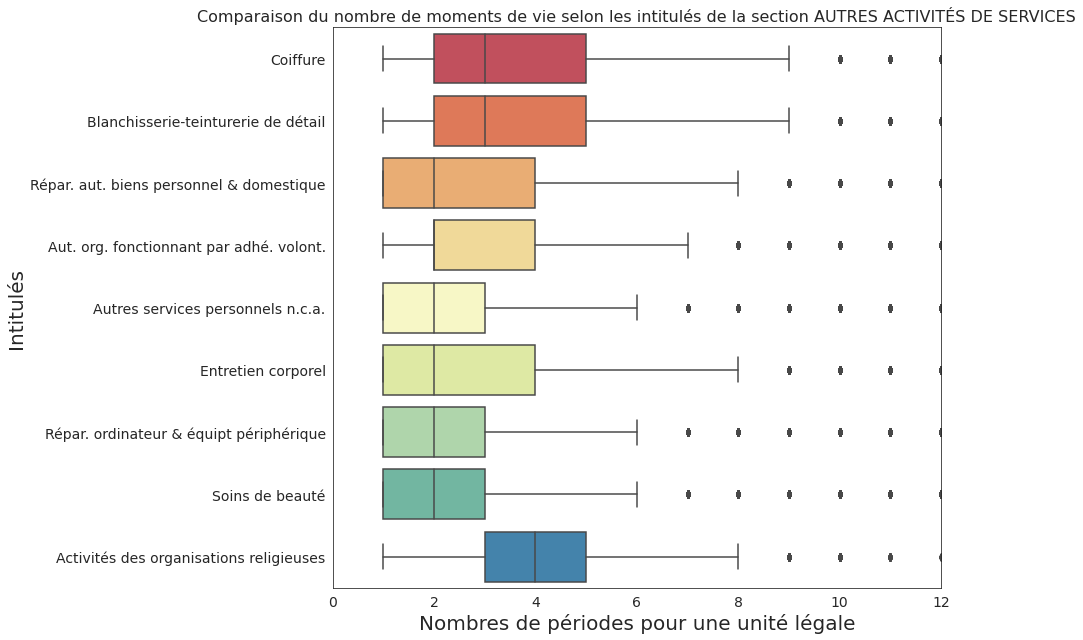 Comparaison du nombre de moments de vie selon les intitulés de la section AUTRES ACTIVITÉS DE SERVICES
Coiffure
Blanchisserie-teinturerie de détail
Répar. aut. biens personnel & domestique
Aut. org. fonctionnant par adhé. volont.
Autres services personnels n.c.a.
Entretien corporel
Répar. ordinateur & équipt périphérique
Soins de beauté
Activités des organisations religieuses
Intitulés
0 2 4 6 8 10 12
Nombres de périodes pour une unité légale